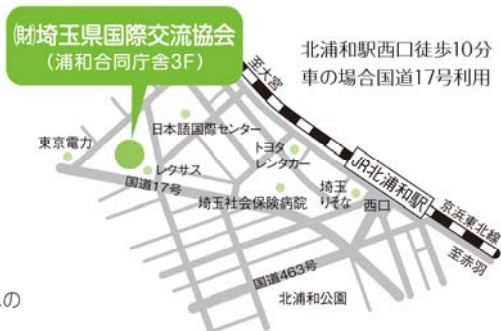 ㈶埼玉県国際交流協会
(浦和合同庁舎3F)
北浦和駅西口徒歩10分
車の場合国道17号利用
至大宮
日本語国際センター
東京電力
トヨタ
レンタカー
レクサス
国道17号
JR北浦和駅
埼玉社会保険病院
埼玉
りそな
西口
京浜東北線
至赤羽
国道463号
北浦和公園
の